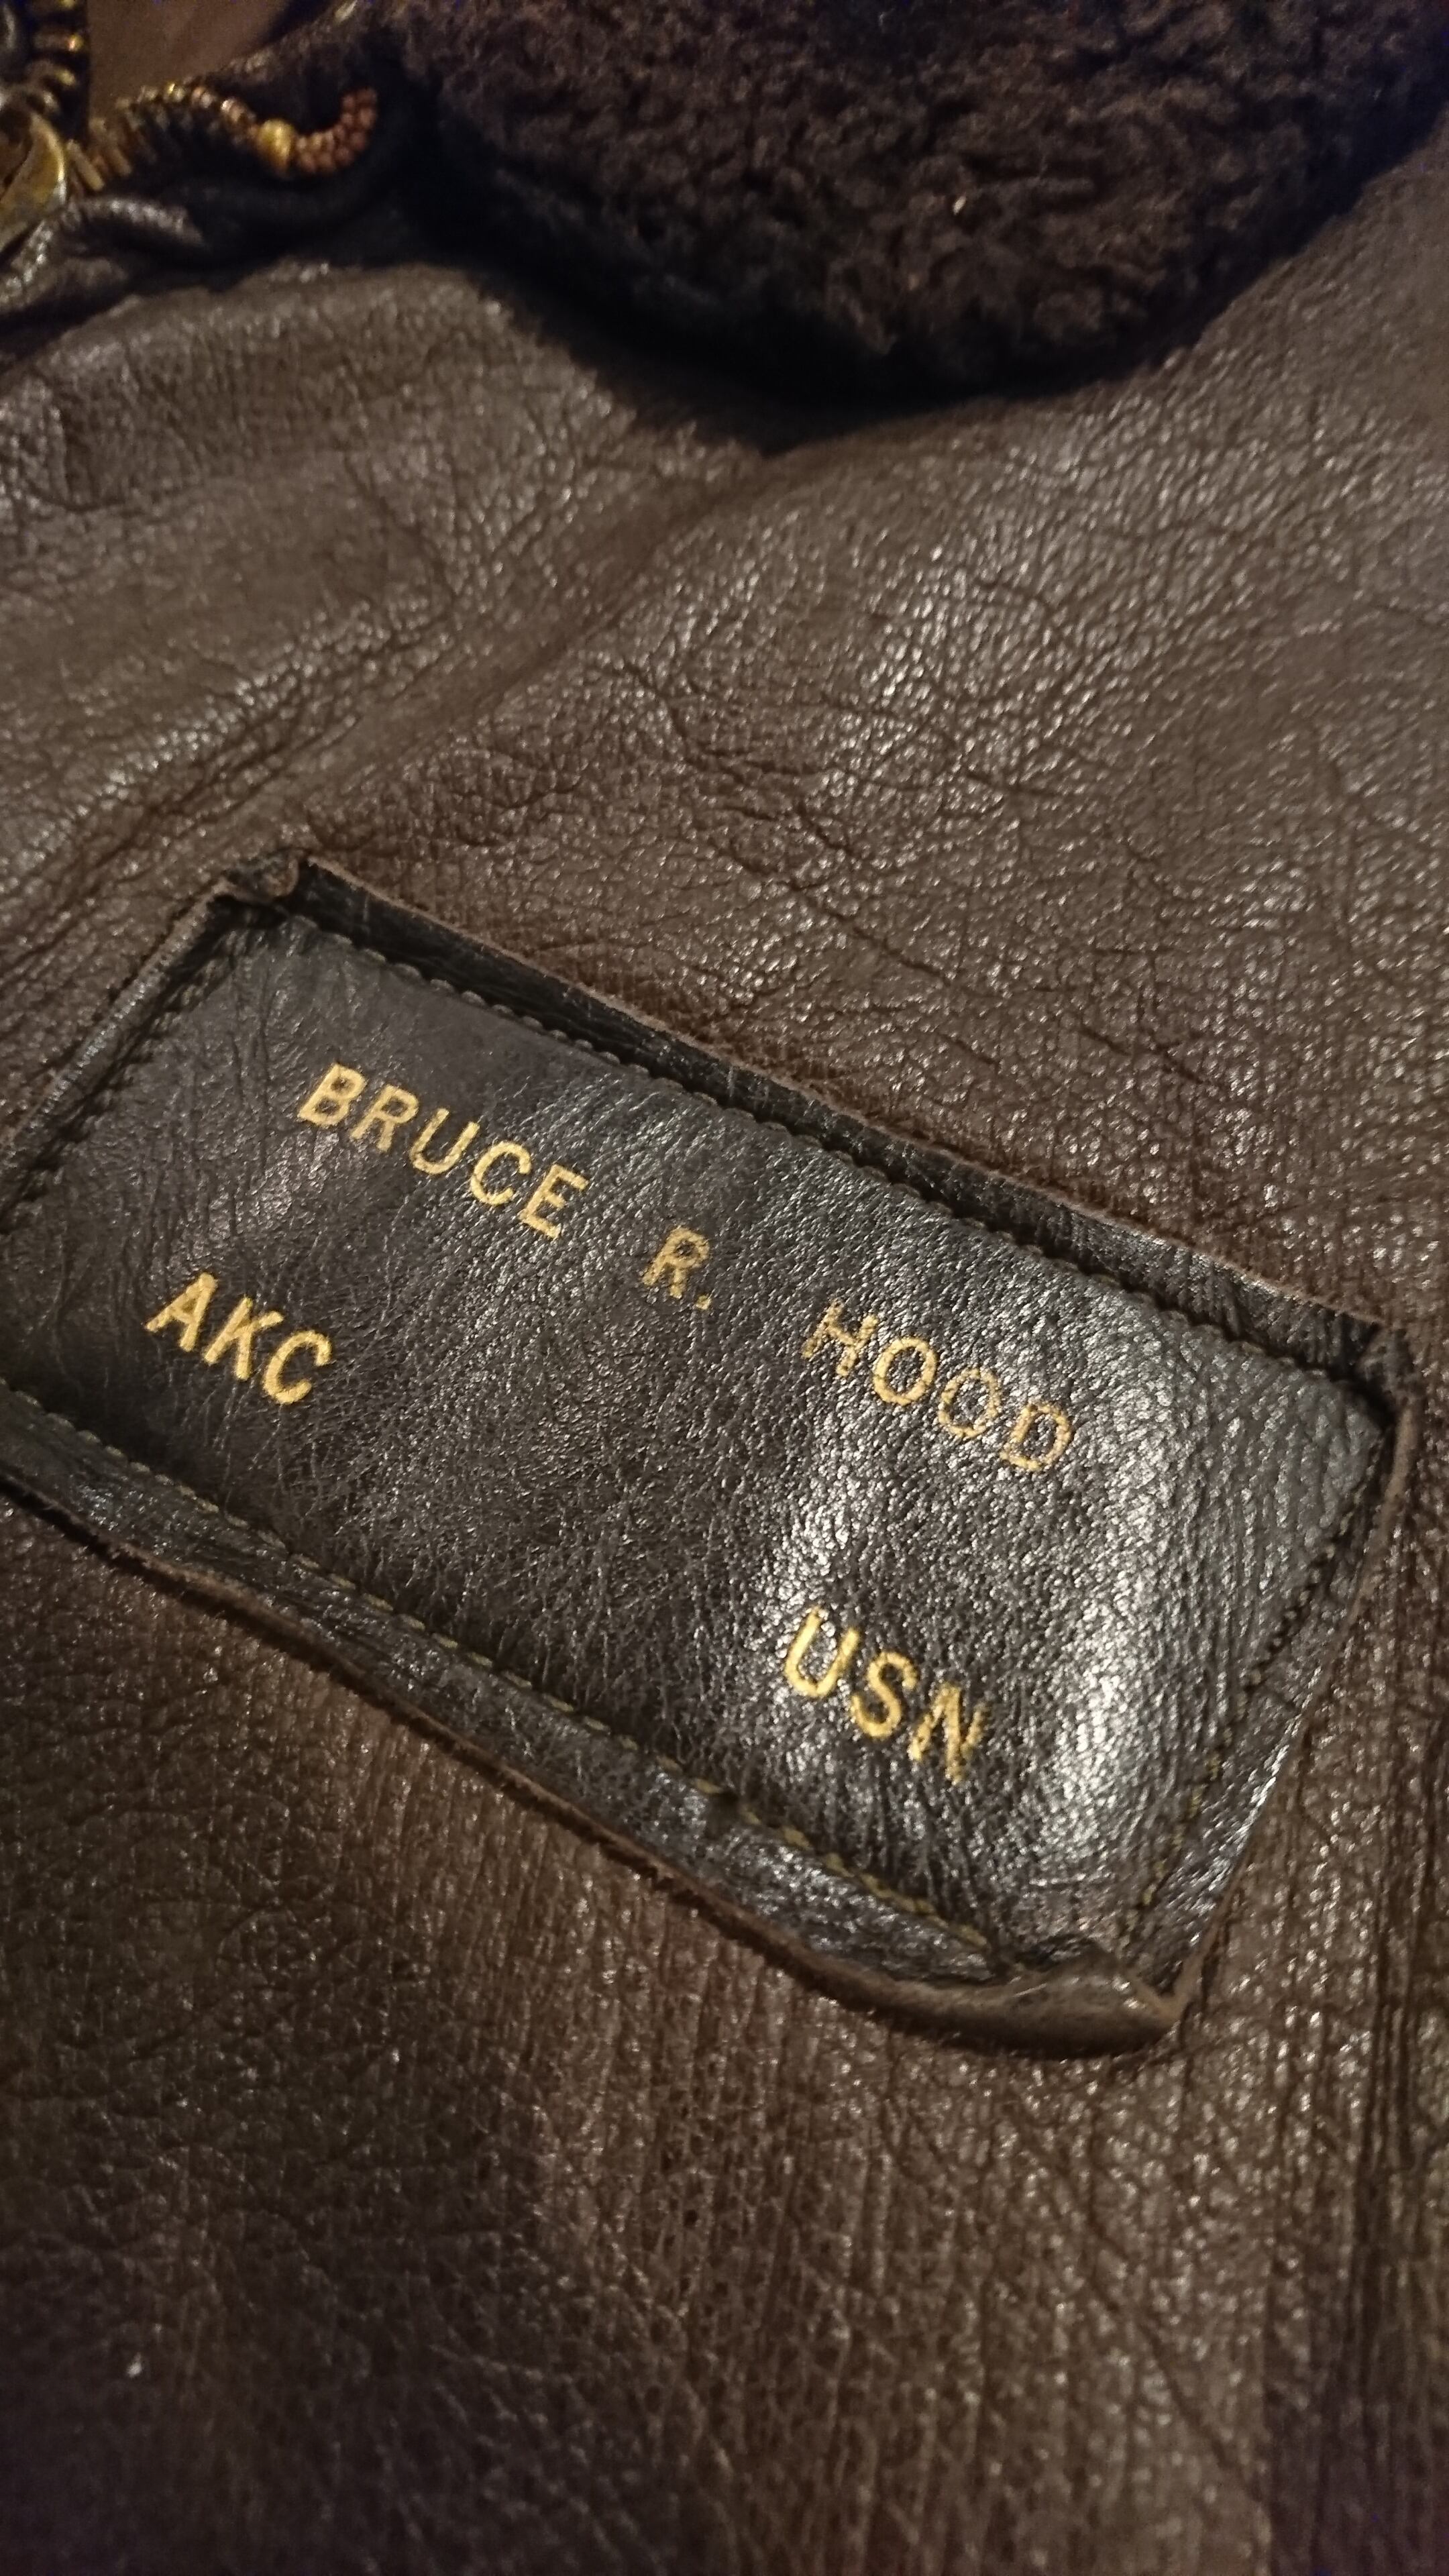 BRUCE R. HOOD
AKC USN